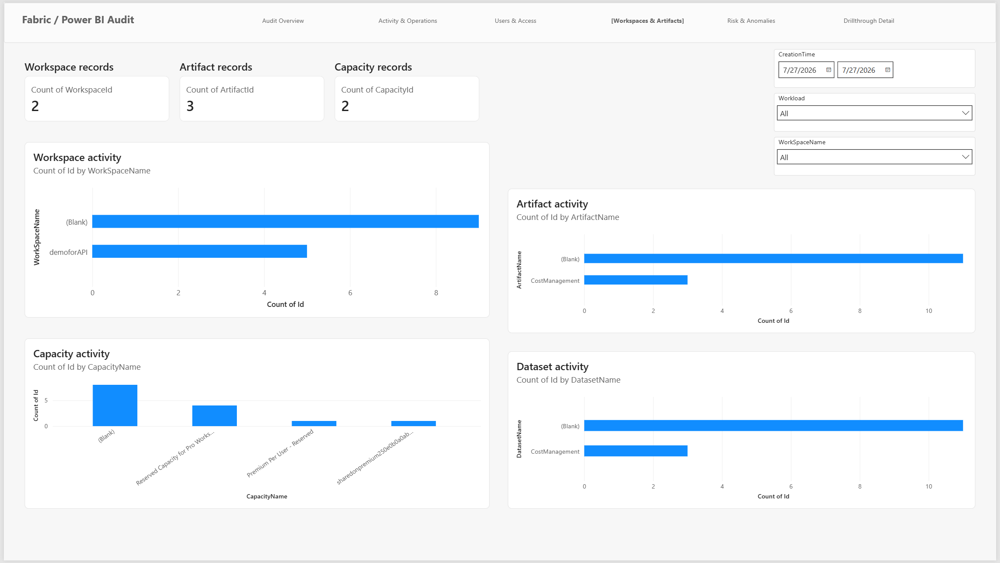 Fabric / Power BI Audit
Audit Overview
Activity & Operations
Users & Access
[Workspaces & Artifacts]
Risk & Anomalies
Drillthrough Detail
Workspace records
Count of WorkspaceId
2
Artifact records
Count of ArtifactId
3
Capacity records
Count of CapacityId
2
CreationTime
7/27/2026
7/27/2026
Workload
All
WorkSpaceName
All
Workspace activity
Count of Id by WorkSpaceName
WorkSpaceName
(Blank)
demoforAPI
0 2 4 6 8
Count of Id
Artifact activity
Count of Id by ArtifactName
ArtifactName
(Blank)
CostManagement
0 2 4 6 8 10
Count of Id
Capacity activity
Count of Id by CapacityName
Count of Id
5
0
(Blank)
Reserved Capacity for Pro Works...
Premium Per User - Reserved
sharedonpremium250e0b0a0ab...
CapacityName
Dataset activity
Count of Id by DatasetName
DatasetName
(Blank)
CostManagement
0 2 4 6 8 10
Count of Id